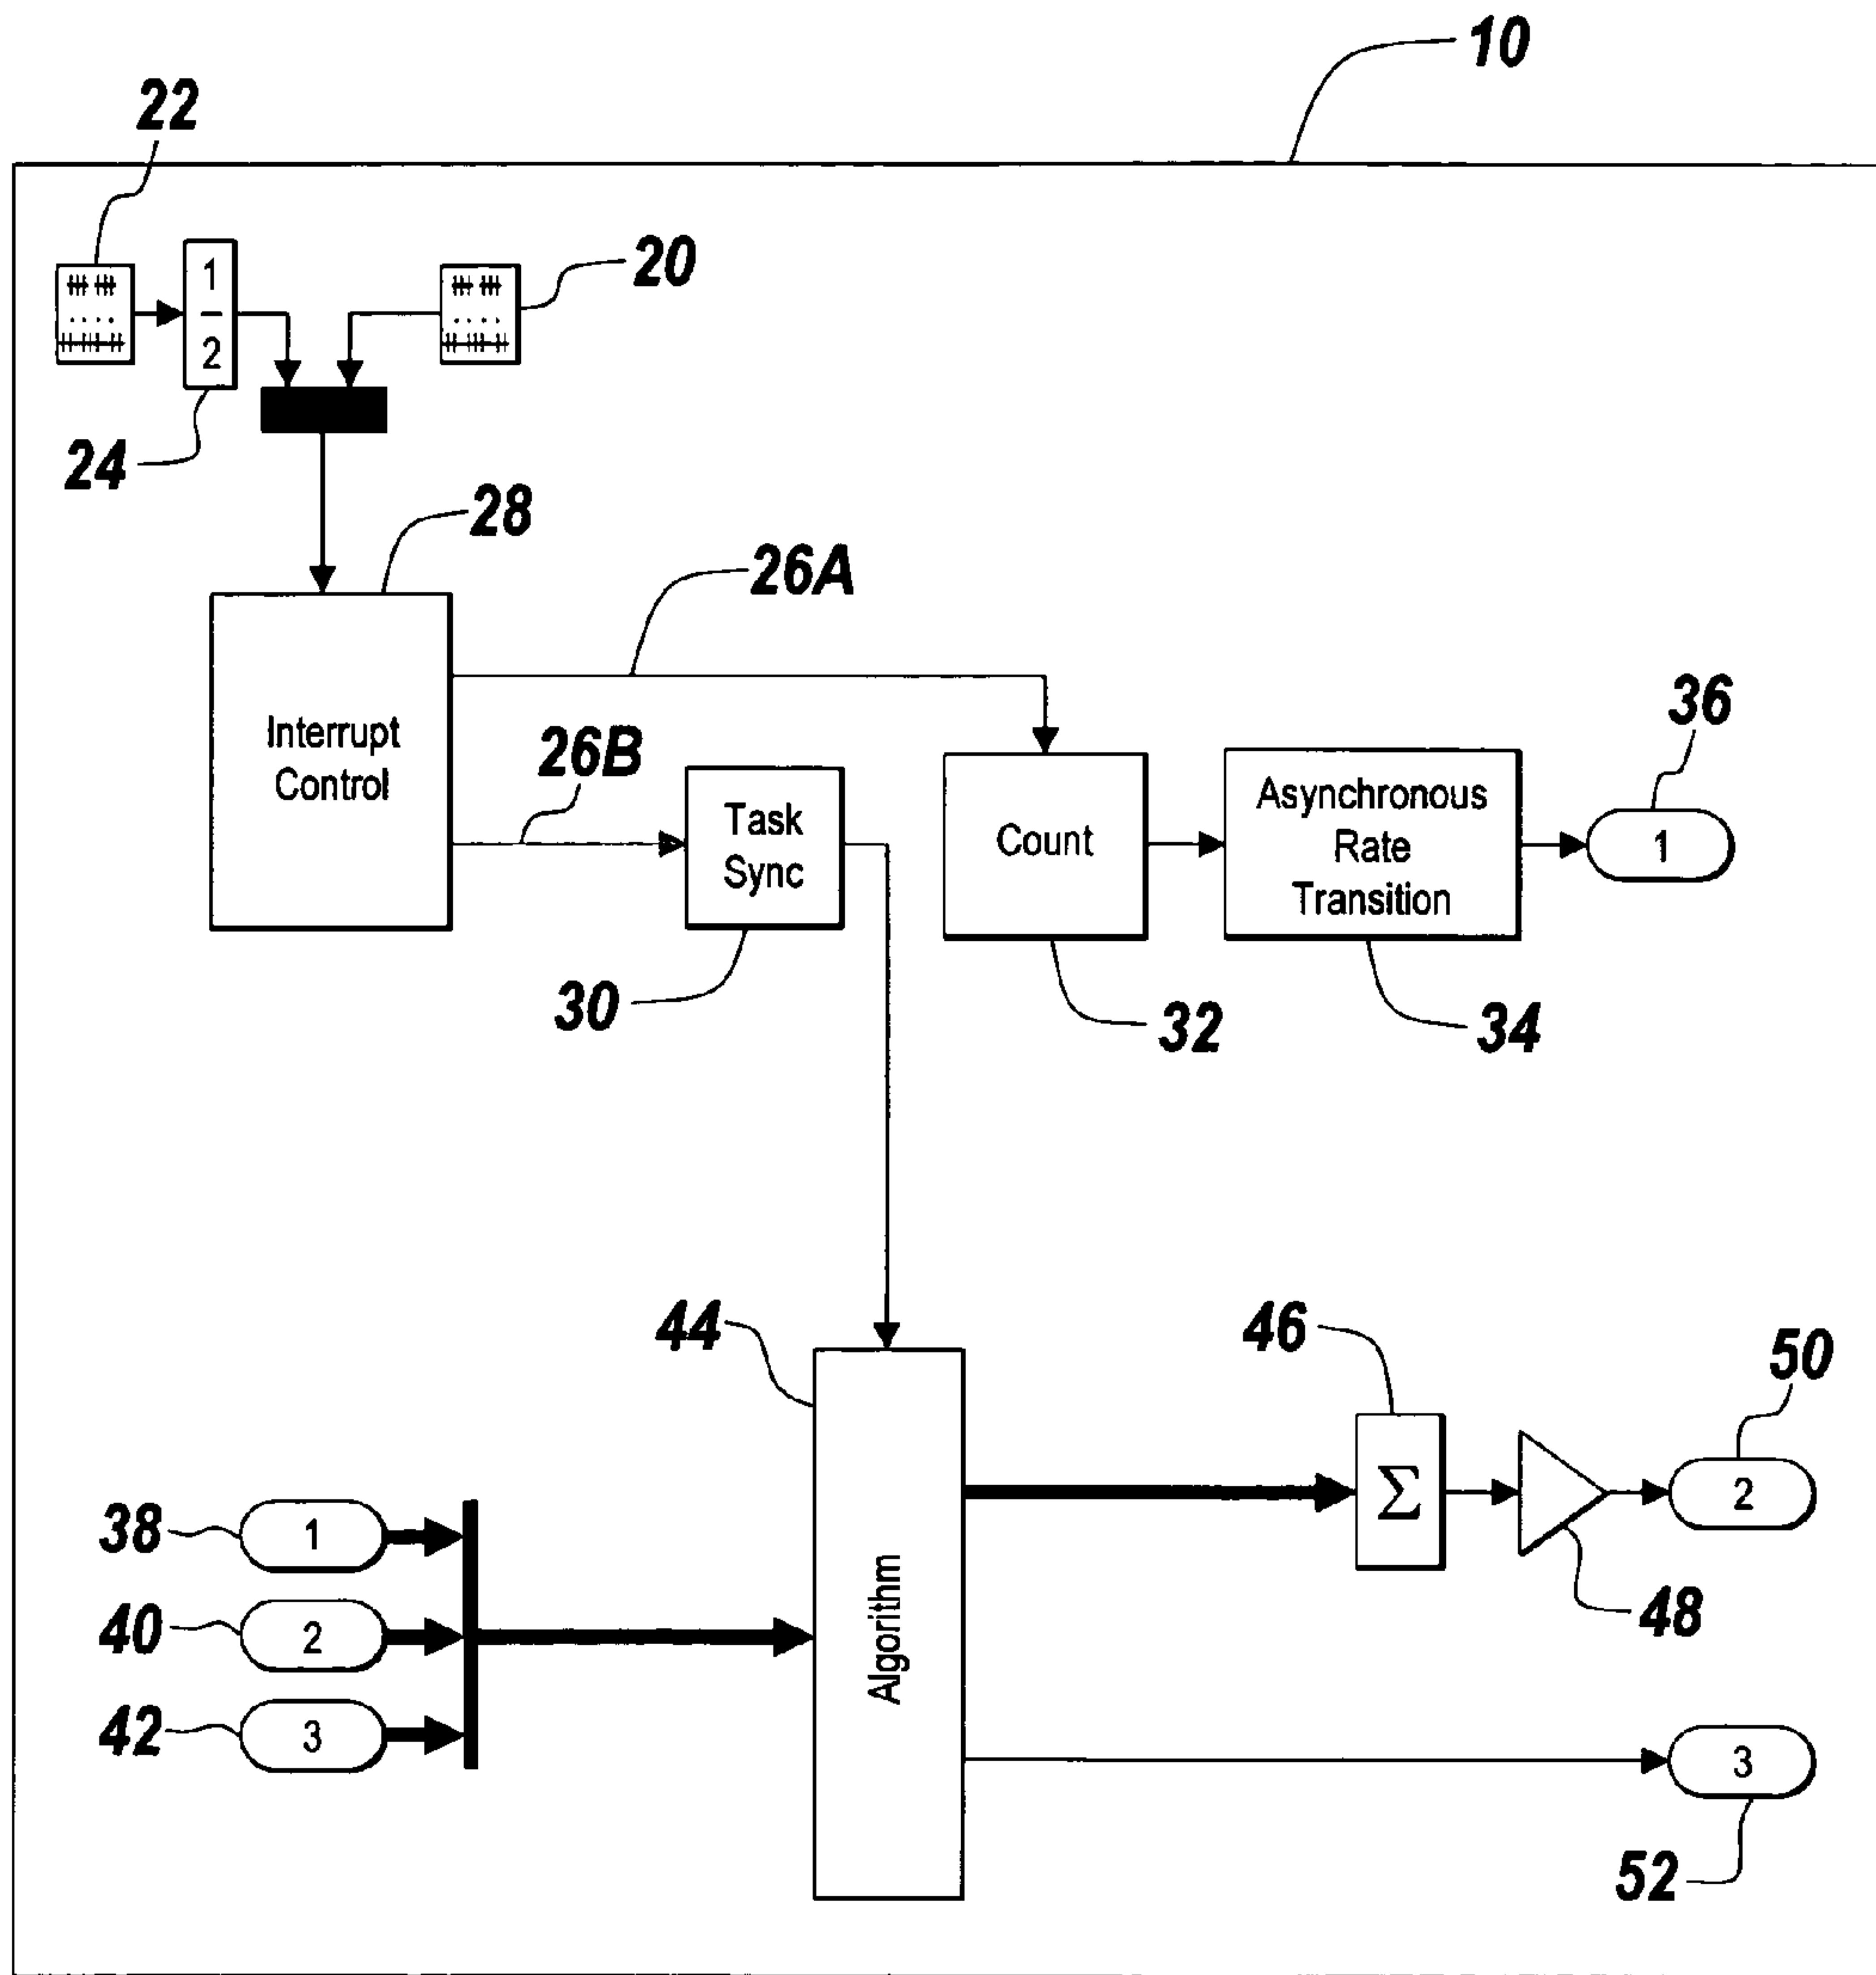 10
22
20
1
2
24
28
26A
Interrupt
Control
26B
Task
Sync
30
Count
32
Asynchronous
Rate
Transition
34
36
1
44
Algorithm
46
Σ
48
50
2
38
1
40
2
42
3
3
52